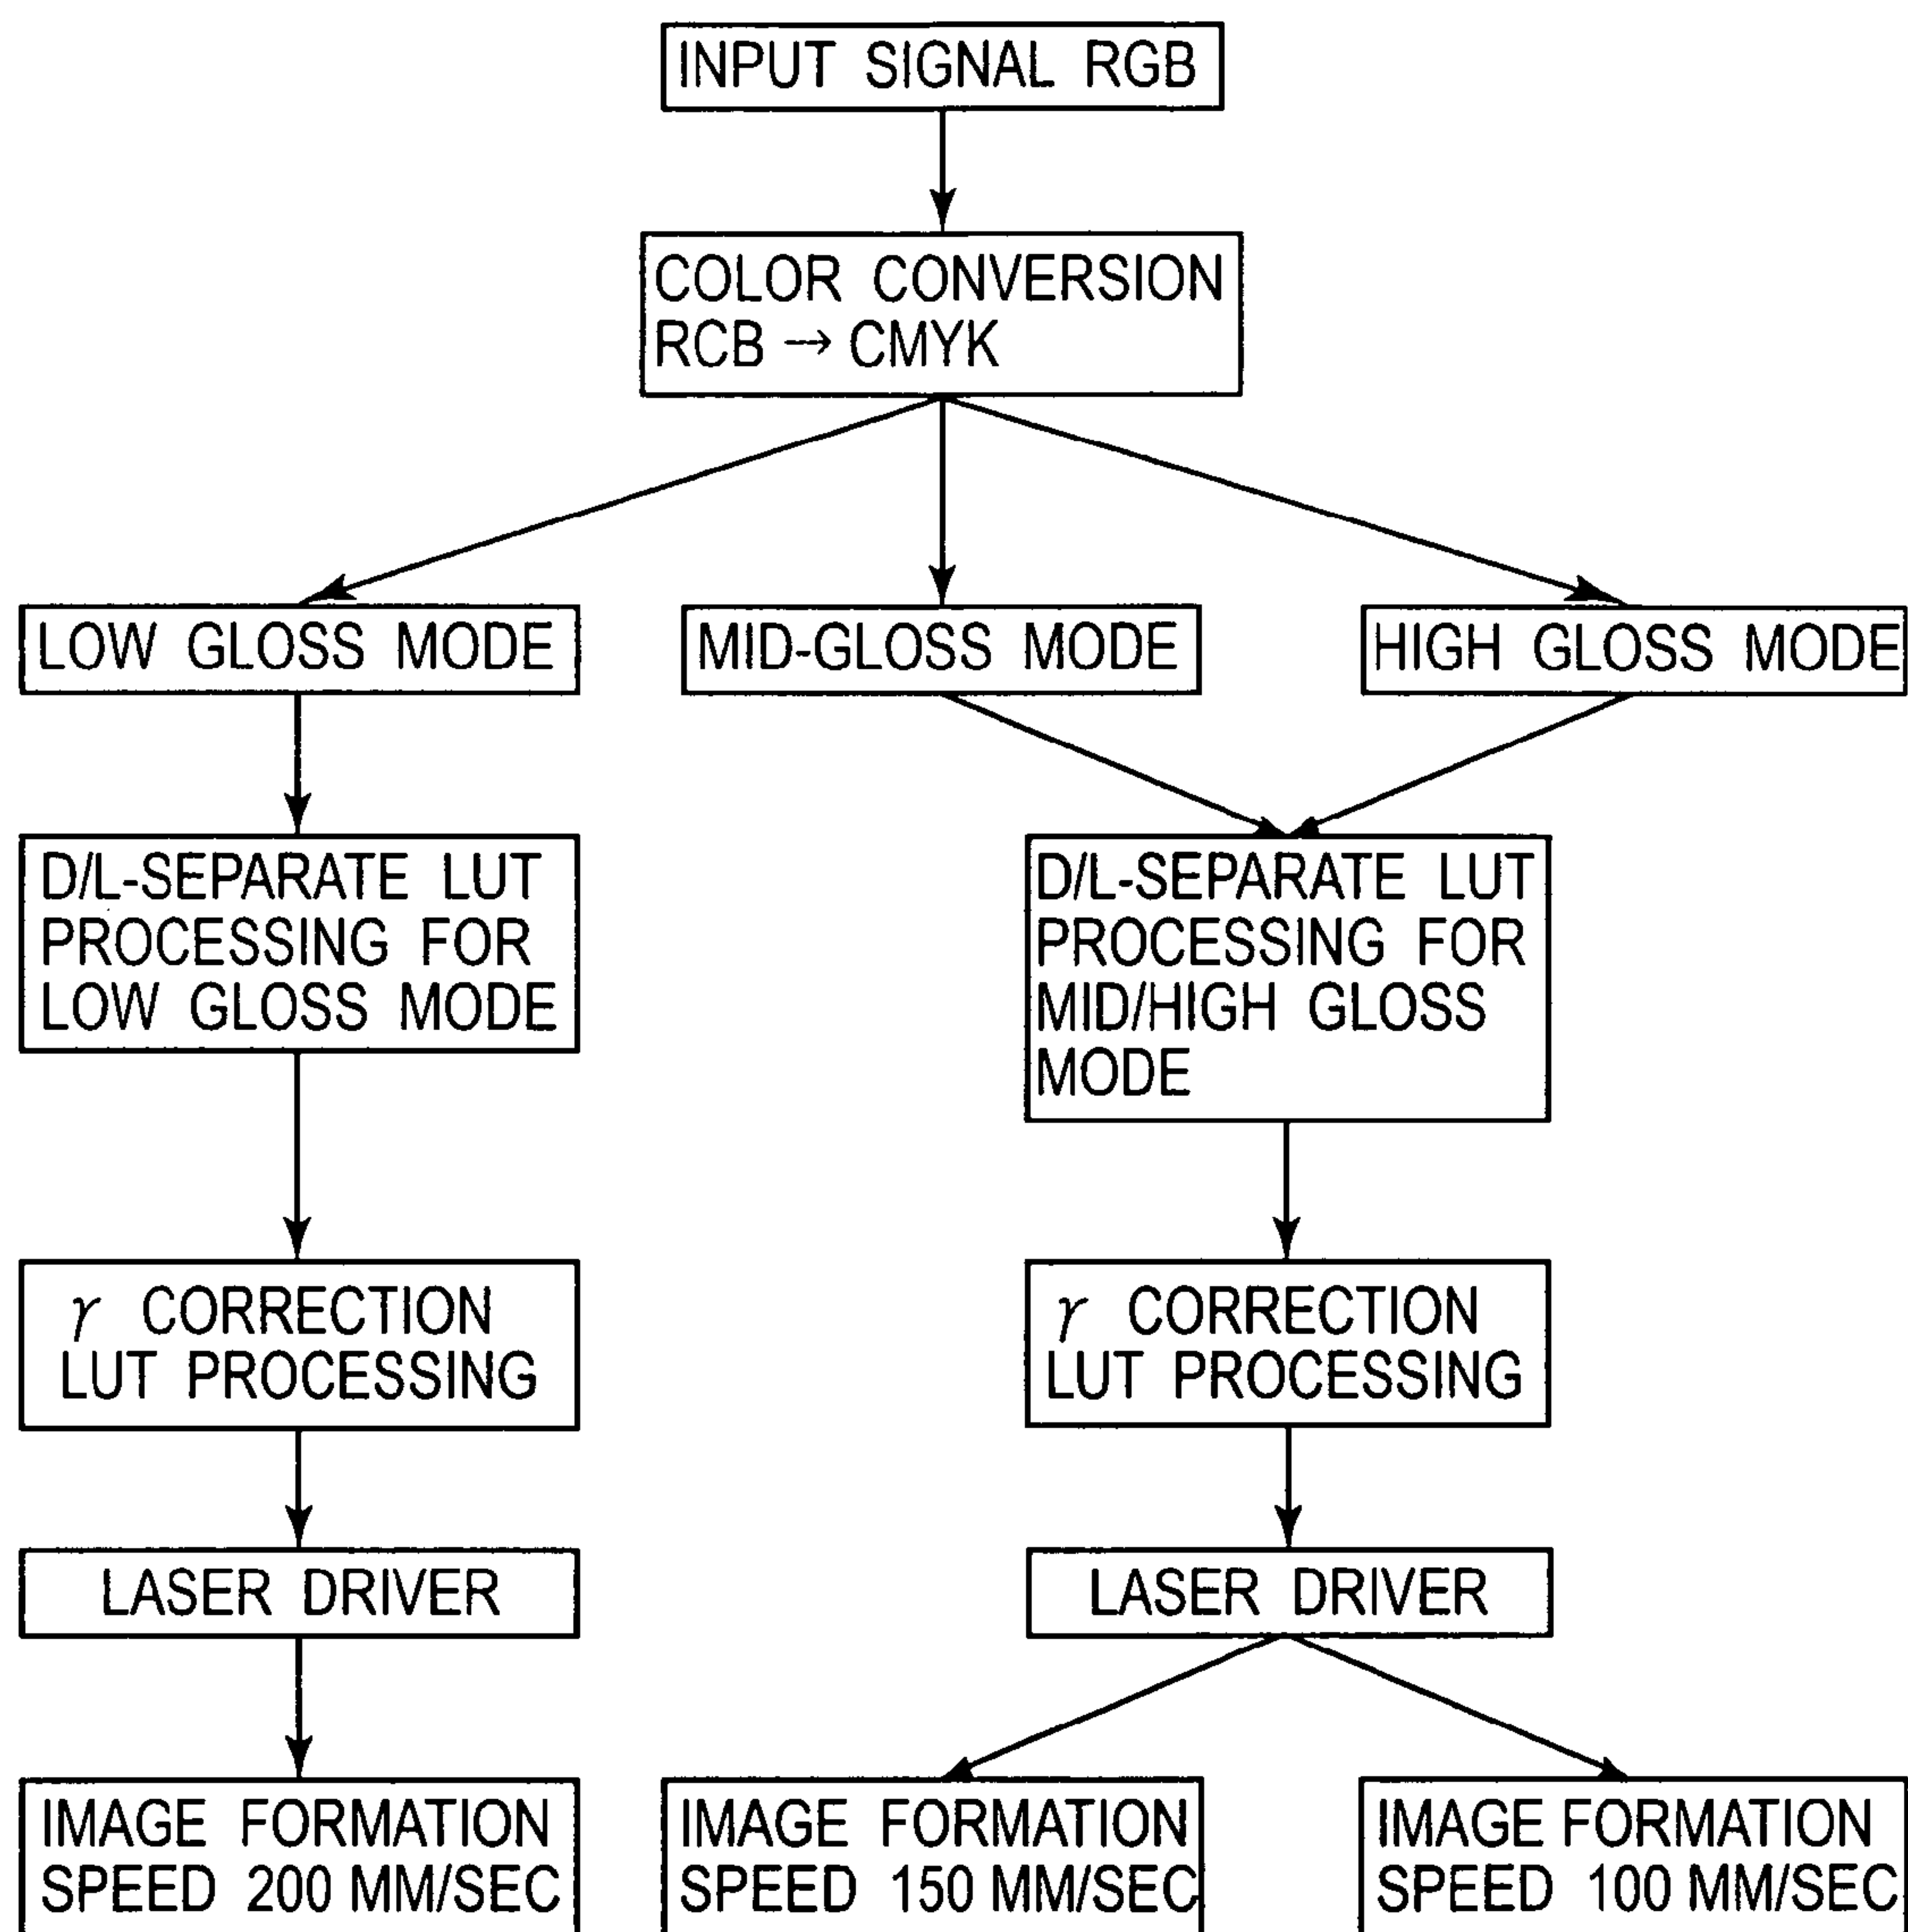 INPUT SIGNAL RGB
COLOR CONVERSION
RCB → CMYK
LOW GLOSS MODE
MID-GLOSS MODE
HIGH GLOSS MODE
D/L-SEPARATE LUT
PROCESSING FOR
LOW GLOSS MODE
D/L-SEPARATE LUT
PROCESSING FOR
MID/HIGH GLOSS
MODE
γ CORRECTION
LUT PROCESSING
γ CORRECTION
LUT PROCESSING
LASER DRIVER
LASER DRIVER
IMAGE FORMATION
SPEED 200 MM/SEC
IMAGE FORMATION
SPEED 150 MM/SEC
IMAGE FORMATION
SPEED 100 MM/SEC